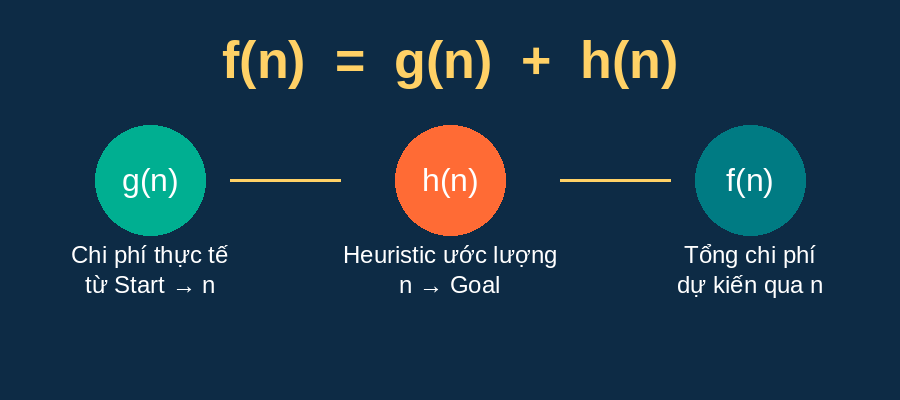 f(n) = g(n) + h(n)
g(n)
h(n)
f(n)
Chi phí thực tế
từ Start → n
Heuristic ước lượng
n → Goal
Tổng chi phí
dự kiến qua n